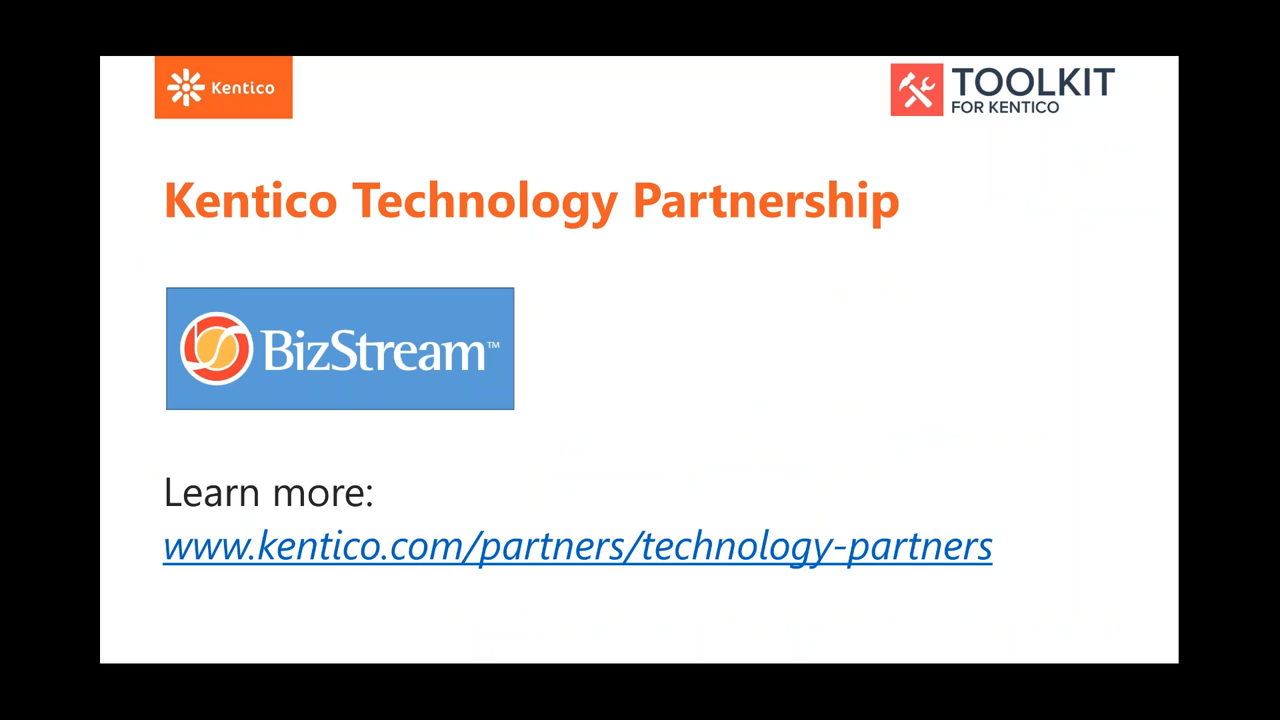 Kentico
TOOLKIT
FOR KENTICO
Kentico Technology Partnership
BizStream™
Learn more:
www.kentico.com/partners/technology-partners